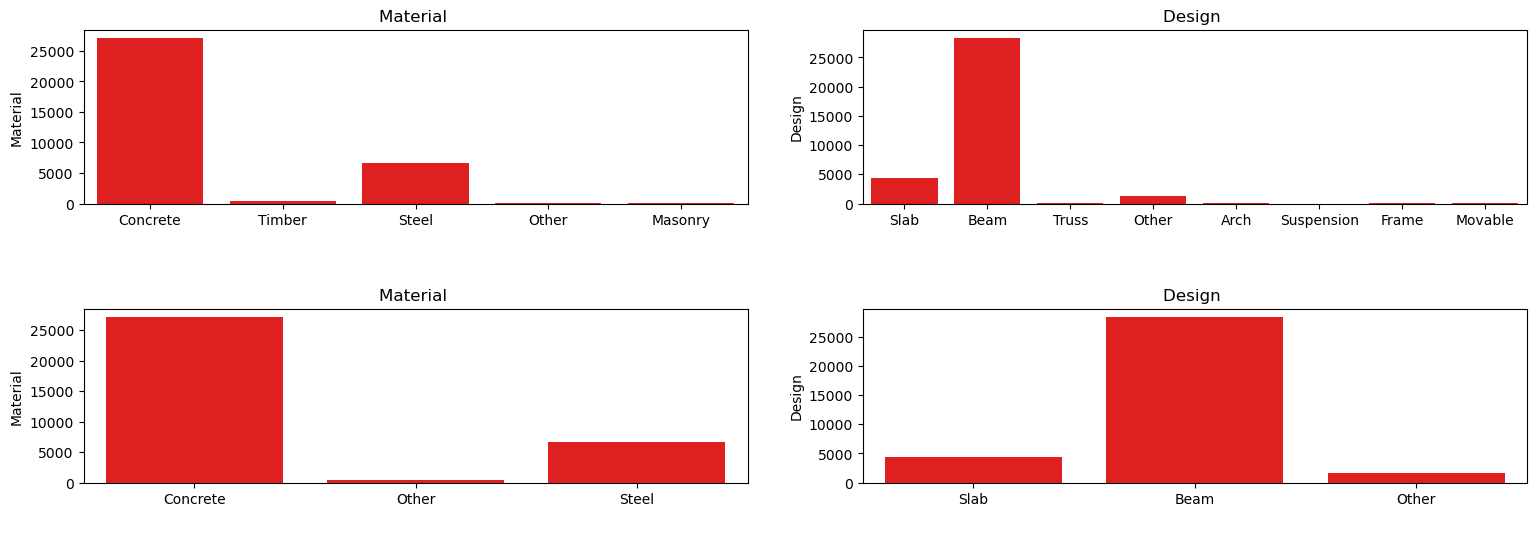 Material
Material
25000
20000
15000
10000
5000
0
Concrete Timber Steel Other Masonry
Design
Design
25000
20000
15000
10000
5000
0
Slab Beam Truss Other Arch Suspension Frame Movable
Material
Material
25000
20000
15000
10000
5000
0
Concrete Other Steel
Design
Design
25000
20000
15000
10000
5000
0
Slab Beam Other